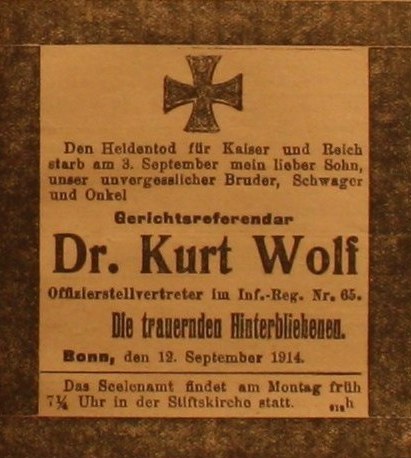 Den Heldentod für Kaiser und Reich
starb am 3. September mein lieber Sohn,
unser unvergesslicher Bruder, Schwager
und Onkel
Gerichtsreferendar
Dr. Kurt Wolf
Offizierstellvertreter im Inf.-Reg. Nr. 65.
Die trauernden Hinterbliebenen.
Bonn, den 12. September 1914.
Das Seelenamt findet am Montag früh
7¼ Uhr in der Stiftskirche statt.